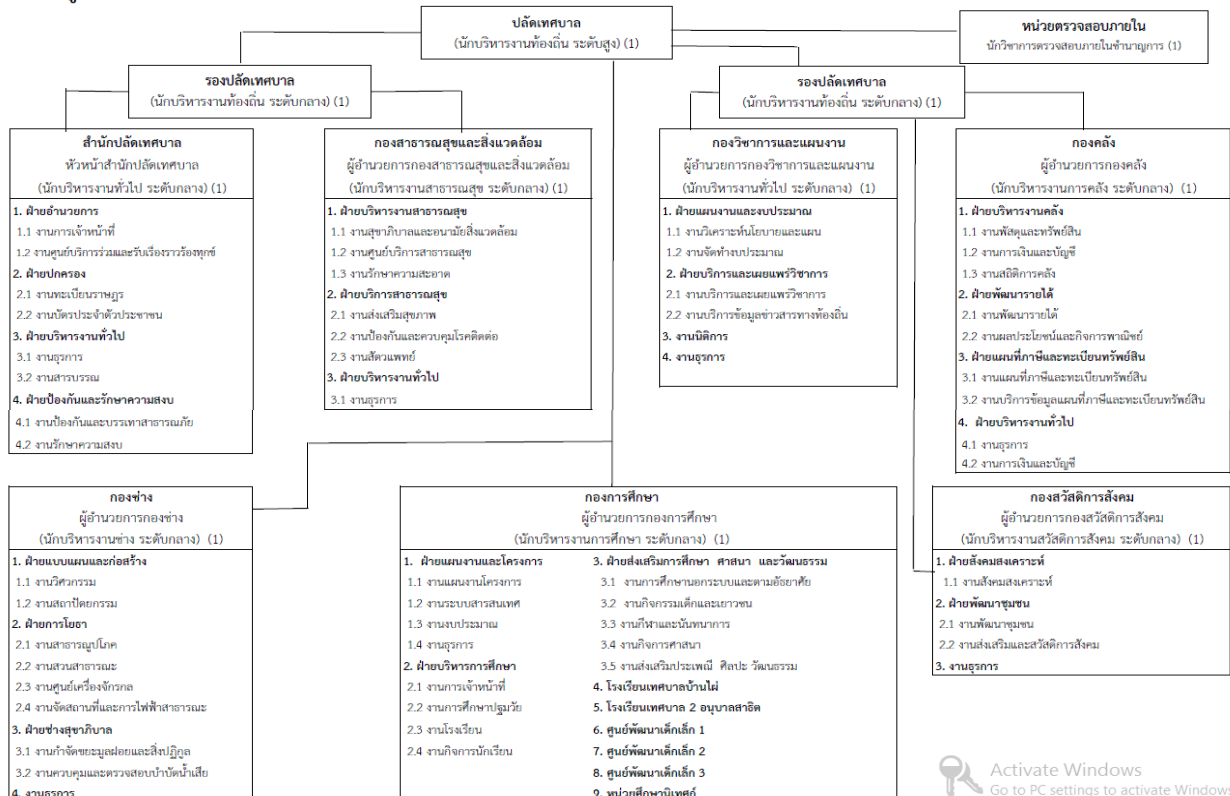 ปลัดเทศบาล
(นักบริหารงานท้องถิ่น ระดับสูง) (1)
หน่วยตรวจสอบภายใน
นักวิชาการตรวจสอบภายในชำนาญการ (1)
รองปลัดเทศบาล
(นักบริหารงานท้องถิ่น ระดับกลาง) (1)
รองปลัดเทศบาล
(นักบริหารงานท้องถิ่น ระดับกลาง) (1)
สำนักปลัดเทศบาล
หัวหน้าสำนักปลัดเทศบาล
(นักบริหารงานทั่วไป ระดับกลาง) (1)
1. ฝ่ายอำนวยการ
1.1 งานการเจ้าหน้าที่
1.2 งานศูนย์บริการร่วมและรับเรื่องราวร้องทุกข์
2. ฝ่ายปกครอง
2.1 งานทะเบียนราษฎร
2.2 งานบัตรประจำตัวประชาชน
3. ฝ่ายบริหารงานทั่วไป
3.1 งานธุรการ
3.2 งานสารบรรณ
4. ฝ่ายป้องกันและรักษาความสงบ
4.1 งานป้องกันและบรรเทาสาธารณภัย
4.2 งานรักษาความสงบ
กองสาธารณสุขและสิ่งแวดล้อม
ผู้อำนวยการกองสาธารณสุขและสิ่งแวดล้อม
(นักบริหารงานสาธารณสุข ระดับกลาง) (1)
1. ฝ่ายบริหารงานสาธารณสุข
1.1 งานสุขาภิบาลและอนามัยสิ่งแวดล้อม
1.2 งานศูนย์บริการสาธารณสุข
1.3 งานรักษาความสะอาด
2. ฝ่ายบริการสาธารณสุข
2.1 งานส่งเสริมสุขภาพ
2.2 งานป้องกันและควบคุมโรคติดต่อ
2.3 งานสัตวแพทย์
3. ฝ่ายบริหารงานทั่วไป
3.1 งานธุรการ
กองวิชาการและแผนงาน
ผู้อำนวยการกองวิชาการและแผนงาน
(นักบริหารงานทั่วไป ระดับกลาง) (1)
1. ฝ่ายแผนงานและงบประมาณ
1.1 งานวิเคราะห์นโยบายและแผน
1.2 งานจัดทำงบประมาณ
2. ฝ่ายบริการและเผยแพร่วิชาการ
2.1 งานบริการและเผยแพร่วิชาการ
2.2 งานบริการข้อมูลข่าวสารทางท้องถิ่น
3. งานนิติการ
4. งานธุรการ
กองคลัง
ผู้อำนวยการกองคลัง
(นักบริหารงานการคลัง ระดับกลาง) (1)
1. ฝ่ายบริหารงานคลัง
1.1 งานพัสดุและทรัพย์สิน
1.2 งานการเงินและบัญชี
1.3 งานสถิติการคลัง
2. ฝ่ายพัฒนารายได้
2.1 งานพัฒนารายได้
2.2 งานผลประโยชน์และกิจการพาณิชย์
3. ฝ่ายแผนที่ภาษีและทะเบียนทรัพย์สิน
3.1 งานแผนที่ภาษีและทะเบียนทรัพย์สิน
3.2 งานบริการข้อมูลแผนที่ภาษีและทะเบียนทรัพย์สิน
4. ฝ่ายบริหารงานทั่วไป
4.1 งานธุรการ
4.2 งานการเงินและบัญชี
กองช่าง
ผู้อำนวยการกองช่าง
(นักบริหารงานช่าง ระดับกลาง) (1)
1. ฝ่ายแบบแผนและก่อสร้าง
1.1 งานวิศวกรรม
1.2 งานสถาปัตยกรรม
2. ฝ่ายการโยธา
2.1 งานสาธารณูปโภค
2.2 งานสวนสาธารณะ
2.3 งานศูนย์เครื่องจักรกล
2.4 งานจัดสถานที่และการไฟฟ้าสาธารณะ
3. ฝ่ายช่างสุขาภิบาล
3.1 งานกำจัดขยะมูลฝอยและสิ่งปฏิกูล
3.2 งานควบคุมและตรวจสอบบำบัดน้ำเสีย
4. งานธุรการ
กองการศึกษา
ผู้อำนวยการกองการศึกษา
(นักบริหารงานการศึกษา ระดับกลาง) (1)
1. ฝ่ายแผนงานและโครงการ
1.1 งานแผนงานโครงการ
1.2 งานระบบสารสนเทศ
1.3 งานงบประมาณ
1.4 งานธุรการ
2. ฝ่ายบริหารการศึกษา
2.1 งานการเจ้าหน้าที่
2.2 งานการศึกษาปฐมวัย
2.3 งานโรงเรียน
2.4 งานกิจการนักเรียน
3. ฝ่ายส่งเสริมการศึกษา ศาสนา และวัฒนธรรม
3.1 งานการศึกษานอกระบบและตามอัธยาศัย
3.2 งานกิจกรรมเด็กและเยาวชน
3.3 งานกีฬาและนันทนาการ
3.4 งานกิจการศาสนา
3.5 งานส่งเสริมประเพณี ศิลปะ วัฒนธรรม
4. โรงเรียนเทศบาลบ้านไผ่
5. โรงเรียนเทศบาล 2 อนุบาลสาธิต
6. ศูนย์พัฒนาเด็กเล็ก 1
7. ศูนย์พัฒนาเด็กเล็ก 2
8. ศูนย์พัฒนาเด็กเล็ก 3
9. หน่วยศึกษานิเทศก์
กองสวัสดิการสังคม
ผู้อำนวยการกองสวัสดิการสังคม
(นักบริหารงานสวัสดิการสังคม ระดับกลาง) (1)
1. ฝ่ายสังคมสงเคราะห์
1.1 งานสังคมสงเคราะห์
2. ฝ่ายพัฒนาชุมชน
2.1 งานพัฒนาชุมชน
2.2 งานส่งเสริมและสวัสดิการสังคม
3. งานธุรการ
Activate Windows
Go to PC settings to activate Windows